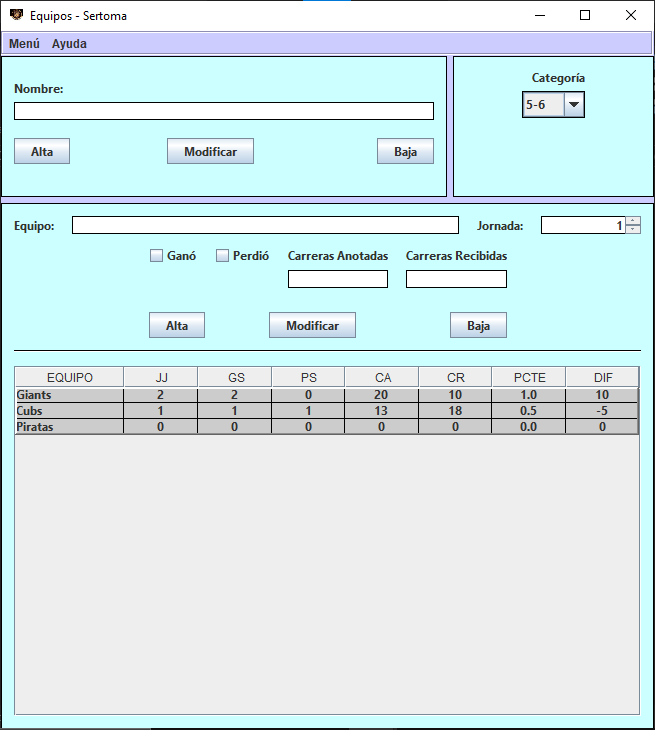 Equipos - Sertoma
Menú Ayuda
Nombre:
Alta Modificar Baja
Categoría
5-6
Equipo: Jornada: 1
Ganó Perdió Carreras Anotadas Carreras Recibidas
Alta Modificar Baja
EQUIPO JJ GS PS CA CR PCTE DIF
Giants 2 2 0 20 10 1.0 10
Cubs 1 1 1 13 18 0.5 -5
Piratas 0 0 0 0 0 0.0 0